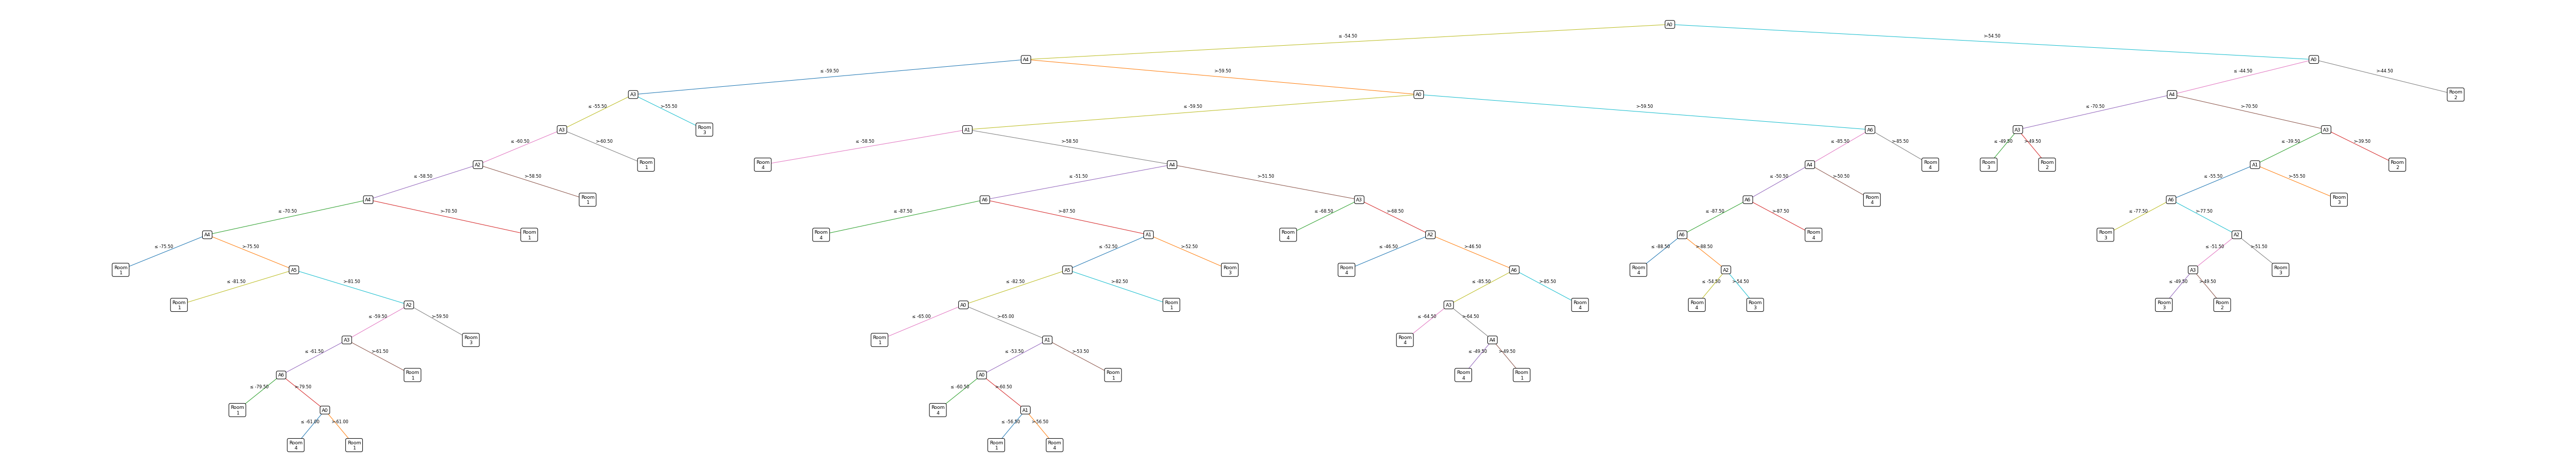 A0
≤ -54.50
>-54.50
A4
A0
≤ -59.50
>-59.50
≤ -44.50
>-44.50
A3
A0
A4
Room
2
≤ -55.50
>-55.50
≤ -59.50
>-59.50
≤ -70.50
>-70.50
A3
Room
3
A1
A6
A3
A3
≤ -60.50
>-60.50
≤ -58.50
>-58.50
≤ -85.50
>-85.50
≤ -49.50
>-49.50
≤ -39.50
>-39.50
A2
Room
1
Room
4
A4
A4
Room
4
Room
3
Room
2
A1
Room
2
≤ -58.50
>-58.50
≤ -51.50
>-51.50
≤ -50.50
>-50.50
≤ -55.50
>-55.50
A4
Room
1
A6
A3
A6
Room
4
A6
Room
3
≤ -70.50
>-70.50
≤ -87.50
>-87.50
≤ -68.50
>-68.50
≤ -87.50
>-87.50
≤ -77.50
>-77.50
A4
Room
1
Room
4
A1
Room
4
A2
A6
Room
4
Room
3
A2
≤ -75.50
>-75.50
≤ -52.50
>-52.50
≤ -46.50
>-46.50
≤ -88.50
>-88.50
≤ -51.50
>-51.50
Room
1
A5
A5
Room
3
Room
4
A6
Room
4
A2
A3
Room
3
≤ -81.50
>-81.50
≤ -82.50
>-82.50
≤ -85.50
>-85.50
≤ -54.50
>-54.50
≤ -49.50
>-49.50
Room
1
A2
A0
Room
1
A3
Room
4
Room
4
Room
3
Room
3
Room
2
≤ -59.50
>-59.50
≤ -65.00
>-65.00
≤ -64.50
>-64.50
A3
Room
3
Room
1
A1
Room
4
A4
≤ -61.50
>-61.50
≤ -53.50
>-53.50
≤ -49.50
>-49.50
A6
Room
1
A0
Room
1
Room
4
Room
1
≤ -79.50
>-79.50
≤ -60.50
>-60.50
Room
1
A0
Room
4
A1
≤ -61.00
>-61.00
≤ -56.50
>-56.50
Room
4
Room
1
Room
1
Room
4